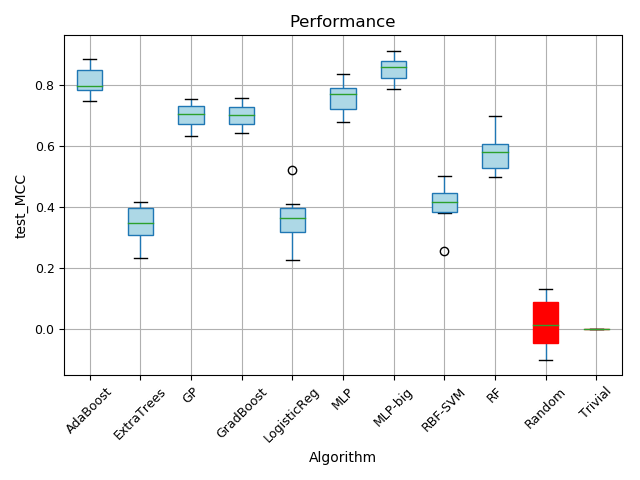 Performance
test_MCC
0.8
0.6
0.4
0.2
0.0
AdaBoost
ExtraTrees
GP
GradBoost
LogisticReg
MLP
MLP-big
RBF-SVM
RF
Random
Trivial
Algorithm